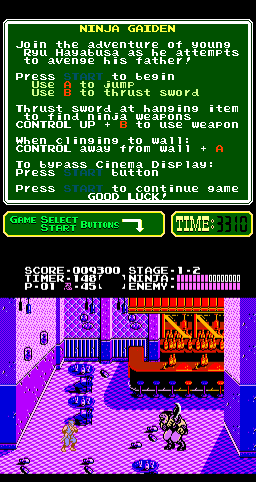 NINJA GAIDEN
Join the adventure of young
Ryu Hayabusa as he attempts
to avenge his father!
Press START to begin
Use A to jump
Use B to thrust sword
Thrust sword at hanging item
to find ninja weapons
CONTROL UP + B to use weapon
When clinging to wall:
CONTROL away from wall + A
To bypass Cinema Display:
Press START button
Press START to continue game
GOOD LUCK!
GAME SELECT
START BUTTONS
TIME: 3310
SCORE-009300 STAGE-1-2
TIMER-146 NINJA-
P-01 -45 ENEMY-